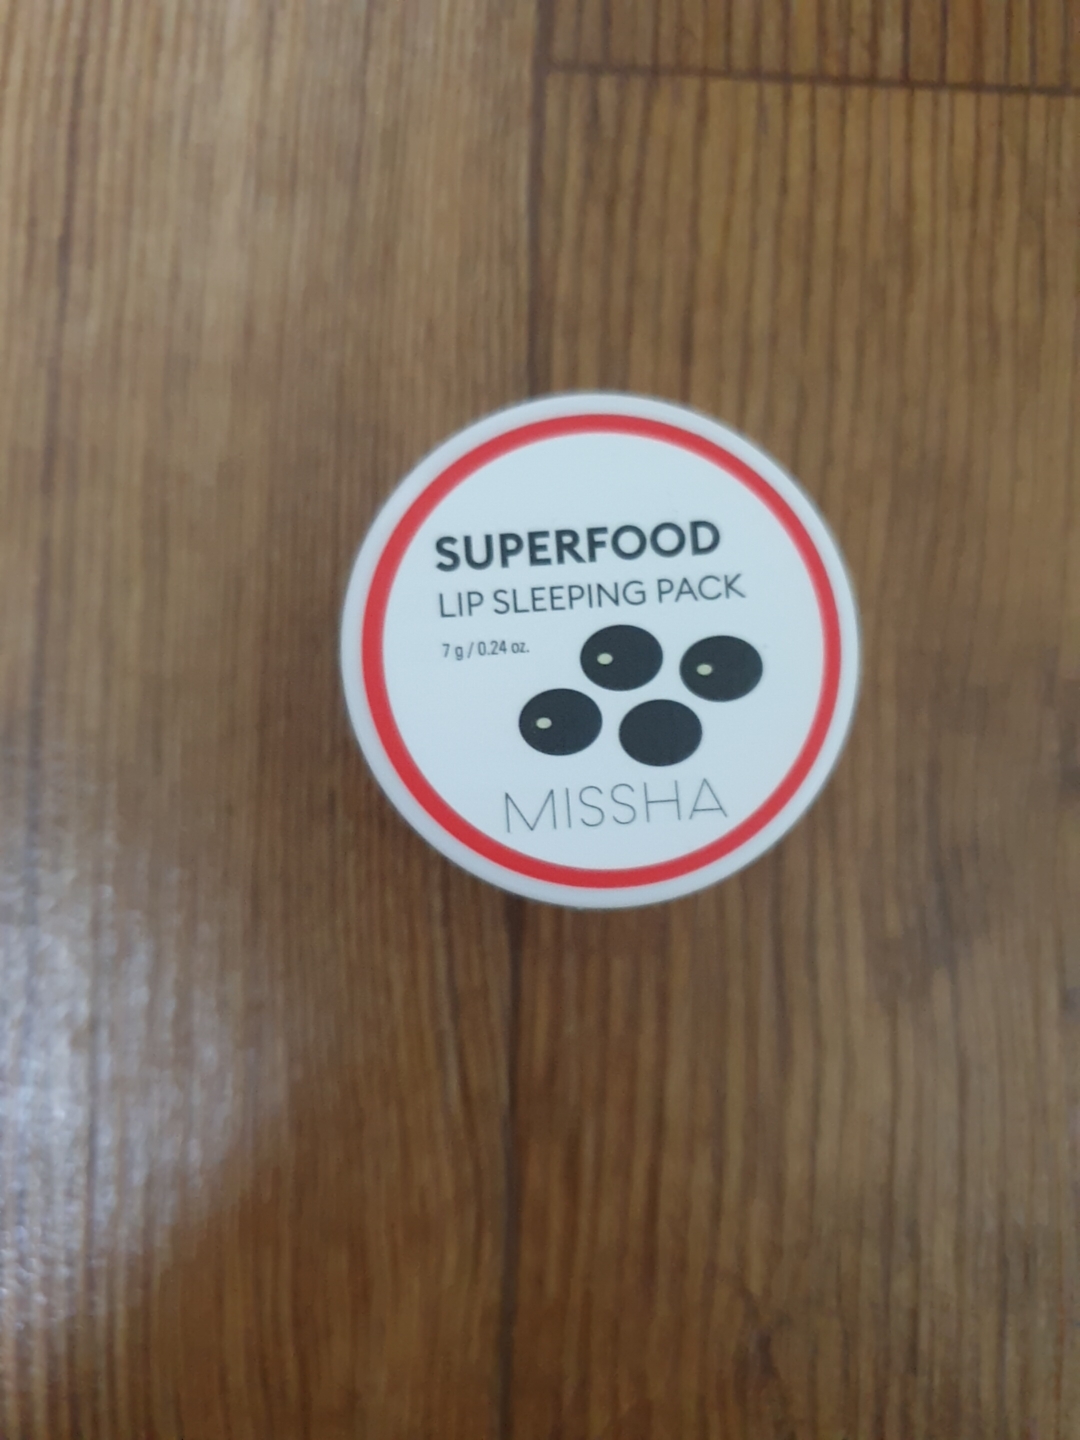 SUPERFOOD
LIP SLEEPING PACK
7 g / 0.24 oz.
MISSHA